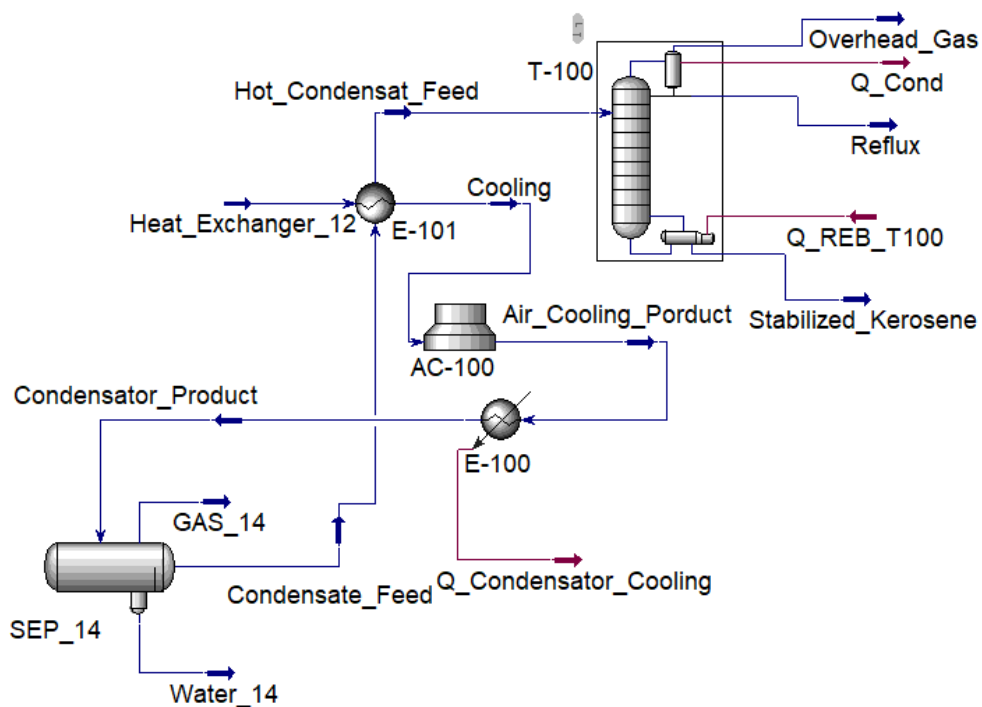 Overhead_Gas
T-100
Q_Cond
Hot_Condensat_Feed
Reflux
Cooling
Heat_Exchanger_12
E-101
Q_REB_T100
Air_Cooling_Porduct
Stabilized_Kerosene
AC-100
Condensator_Product
E-100
GAS_14
Q_Condensator_Cooling
Condensate_Feed
SEP_14
Water_14